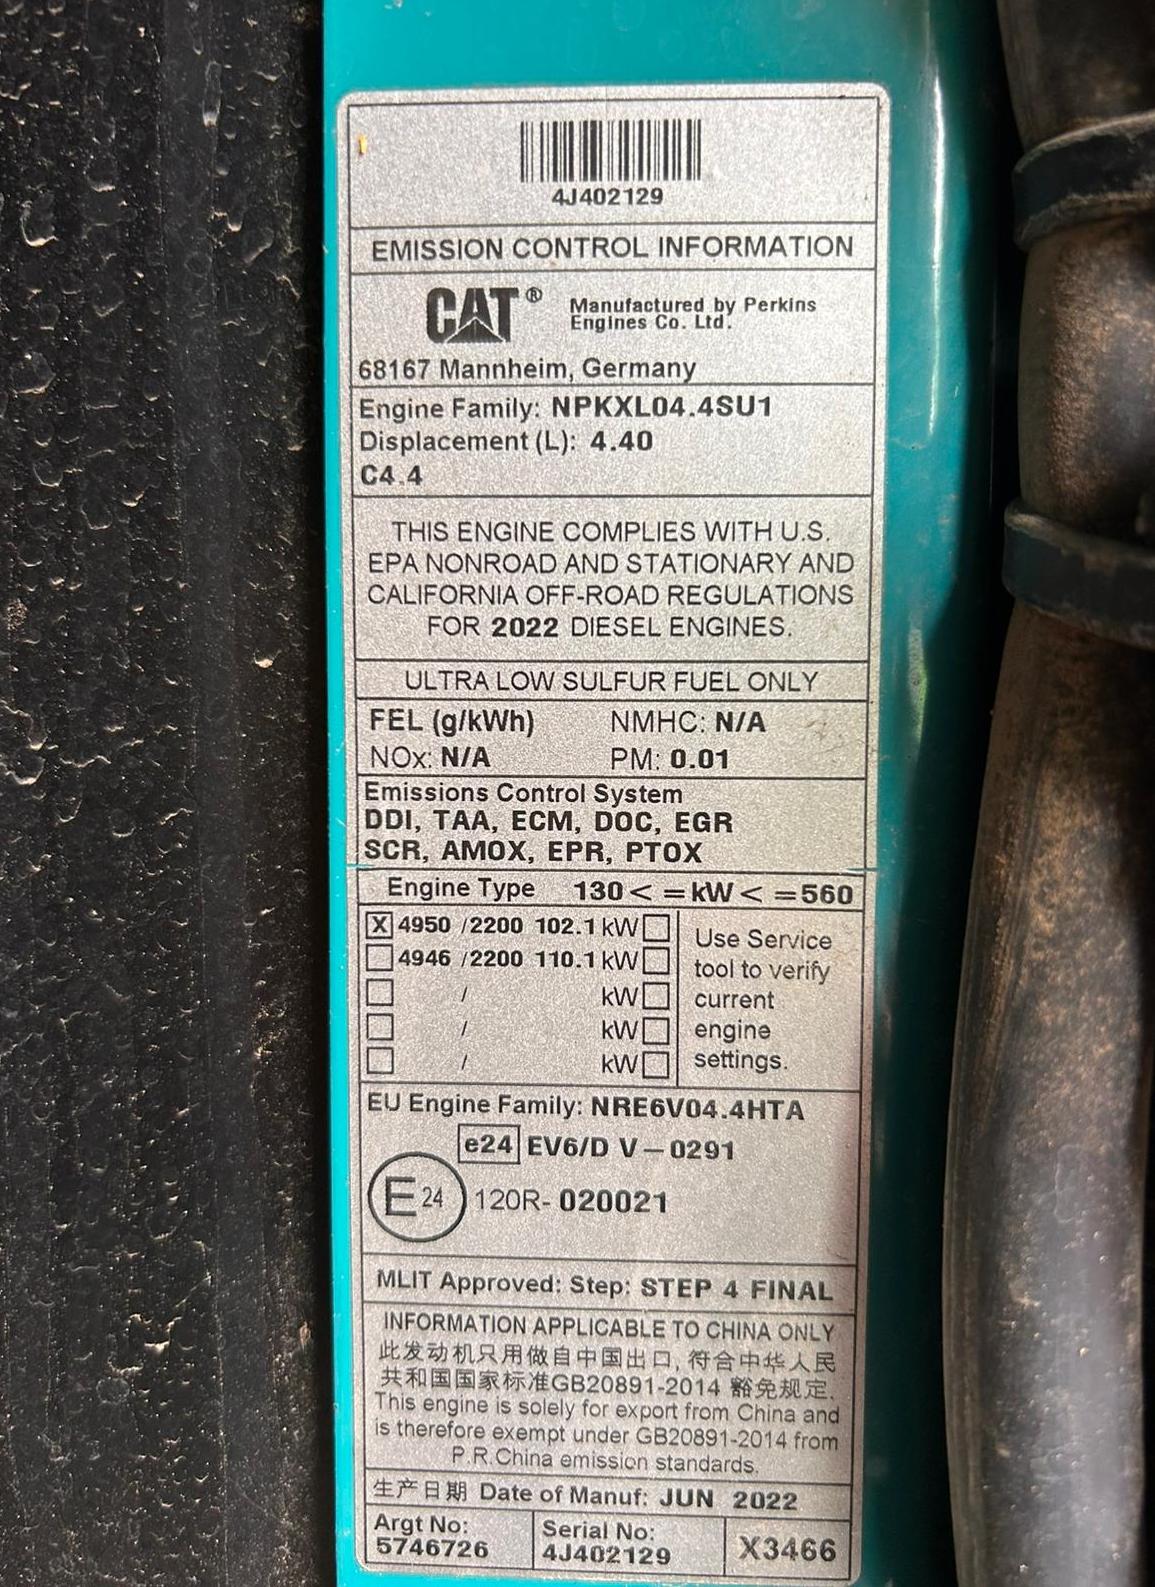 4J402129
EMISSION CONTROL INFORMATION
CAT® Manufactured by Perkins
Engines Co. Ltd.
68167 Mannheim, Germany
Engine Family: NPKXL04.4SU1
Displacement (L): 4.40
C4.4
THIS ENGINE COMPLIES WITH U.S.
EPA NONROAD AND STATIONARY AND
CALIFORNIA OFF-ROAD REGULATIONS
FOR 2022 DIESEL ENGINES.
ULTRA LOW SULFUR FUEL ONLY
FEL (g/kWh) NMHC: N/A
NOx: N/A PM: 0.01
Emissions Control System
DDI, TAA, ECM, DOC, EGR
SCR, AMOX, EPR, PTOX
Engine Type 130 < = kW < = 560
X 4950 /2200 102.1 kW
4946 /2200 110.1 kW
/ kW
/ kW
/ kW
Use Service
tool to verify
current
engine
settings.
EU Engine Family: NRE6V04.4HTA
e24 EV6/D V-0291
E 24 120R-020021
MLIT Approved: Step: STEP 4 FINAL
INFORMATION APPLICABLE TO CHINA ONLY
此发动机只用做自中国出口, 符合中华人民
共和国国家标准GB20891-2014 豁免规定.
This engine is solely for export from China and
is therefore exempt under GB20891-2014 from
P.R.China emission standards.
生产日期 Date of Manuf: JUN 2022
Argt No:
5746726
Serial No:
4J402129
X3466